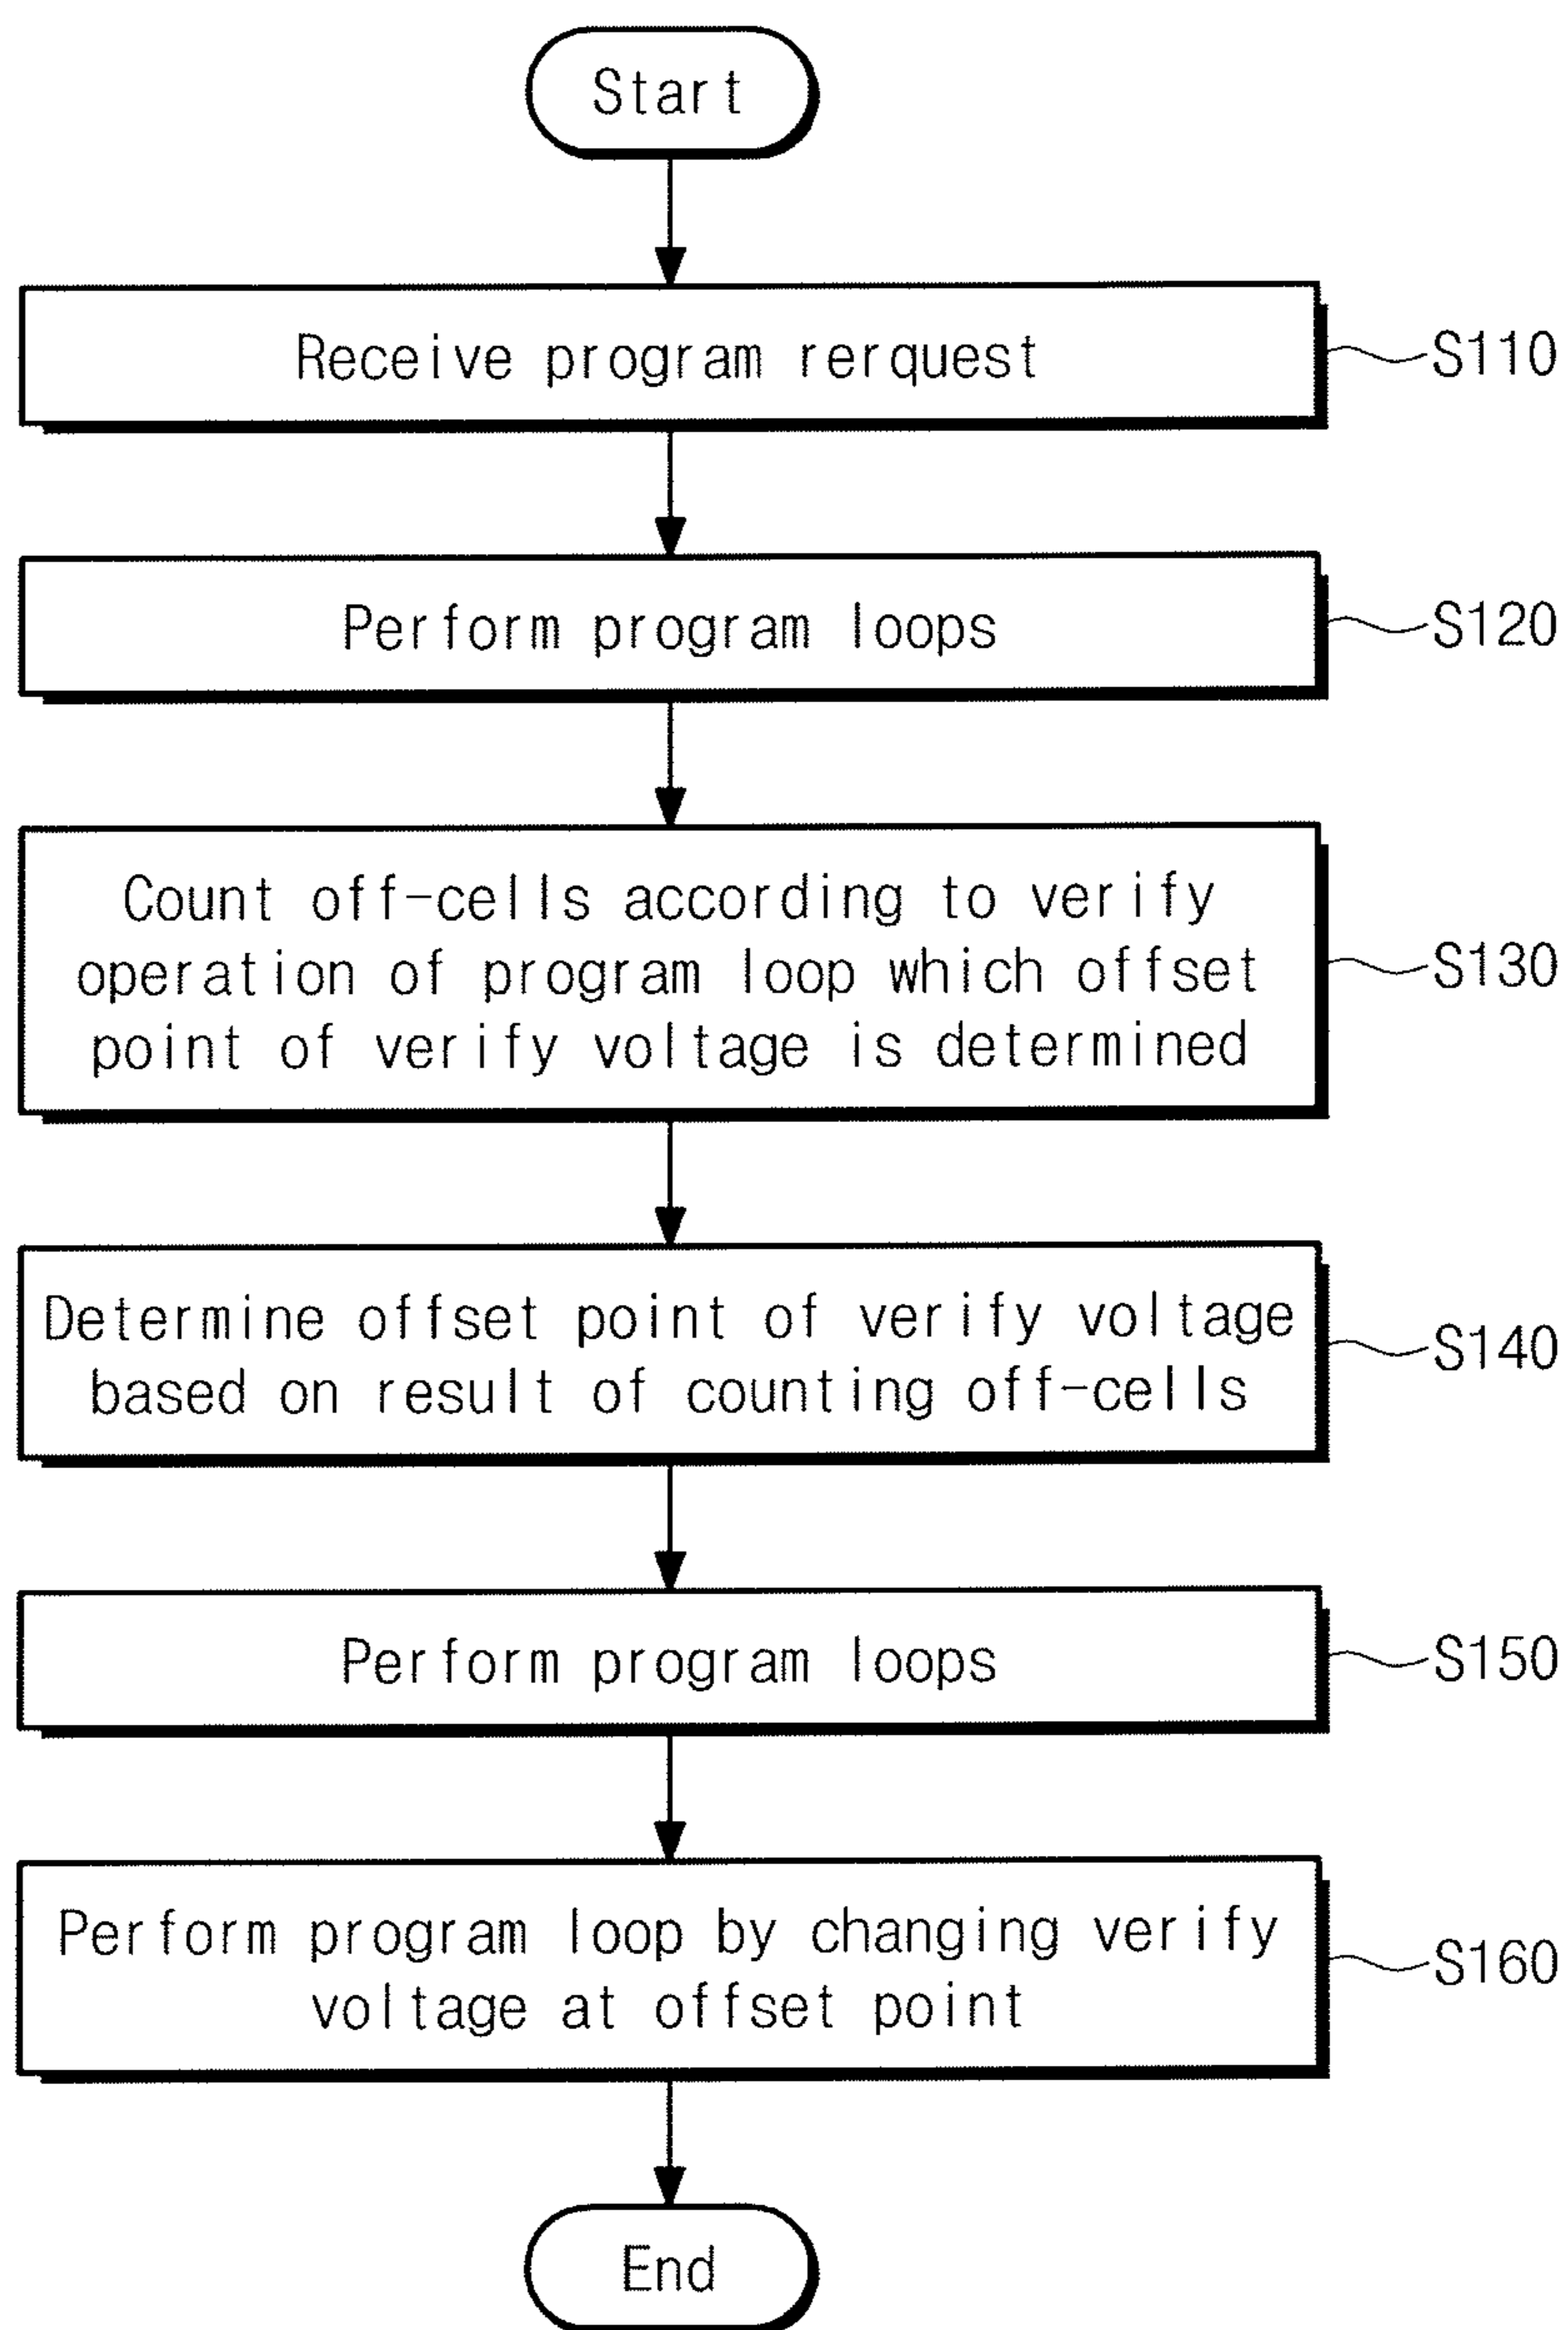 Start
Receive program rerquest
S110
Perform program loops
S120
Count off-cells according to verify
operation of program loop which offset
point of verify voltage is determined
S130
Determine offset point of verify voltage
based on result of counting off-cells
S140
Perform program loops
S150
Perform program loop by changing verify
voltage at offset point
S160
End